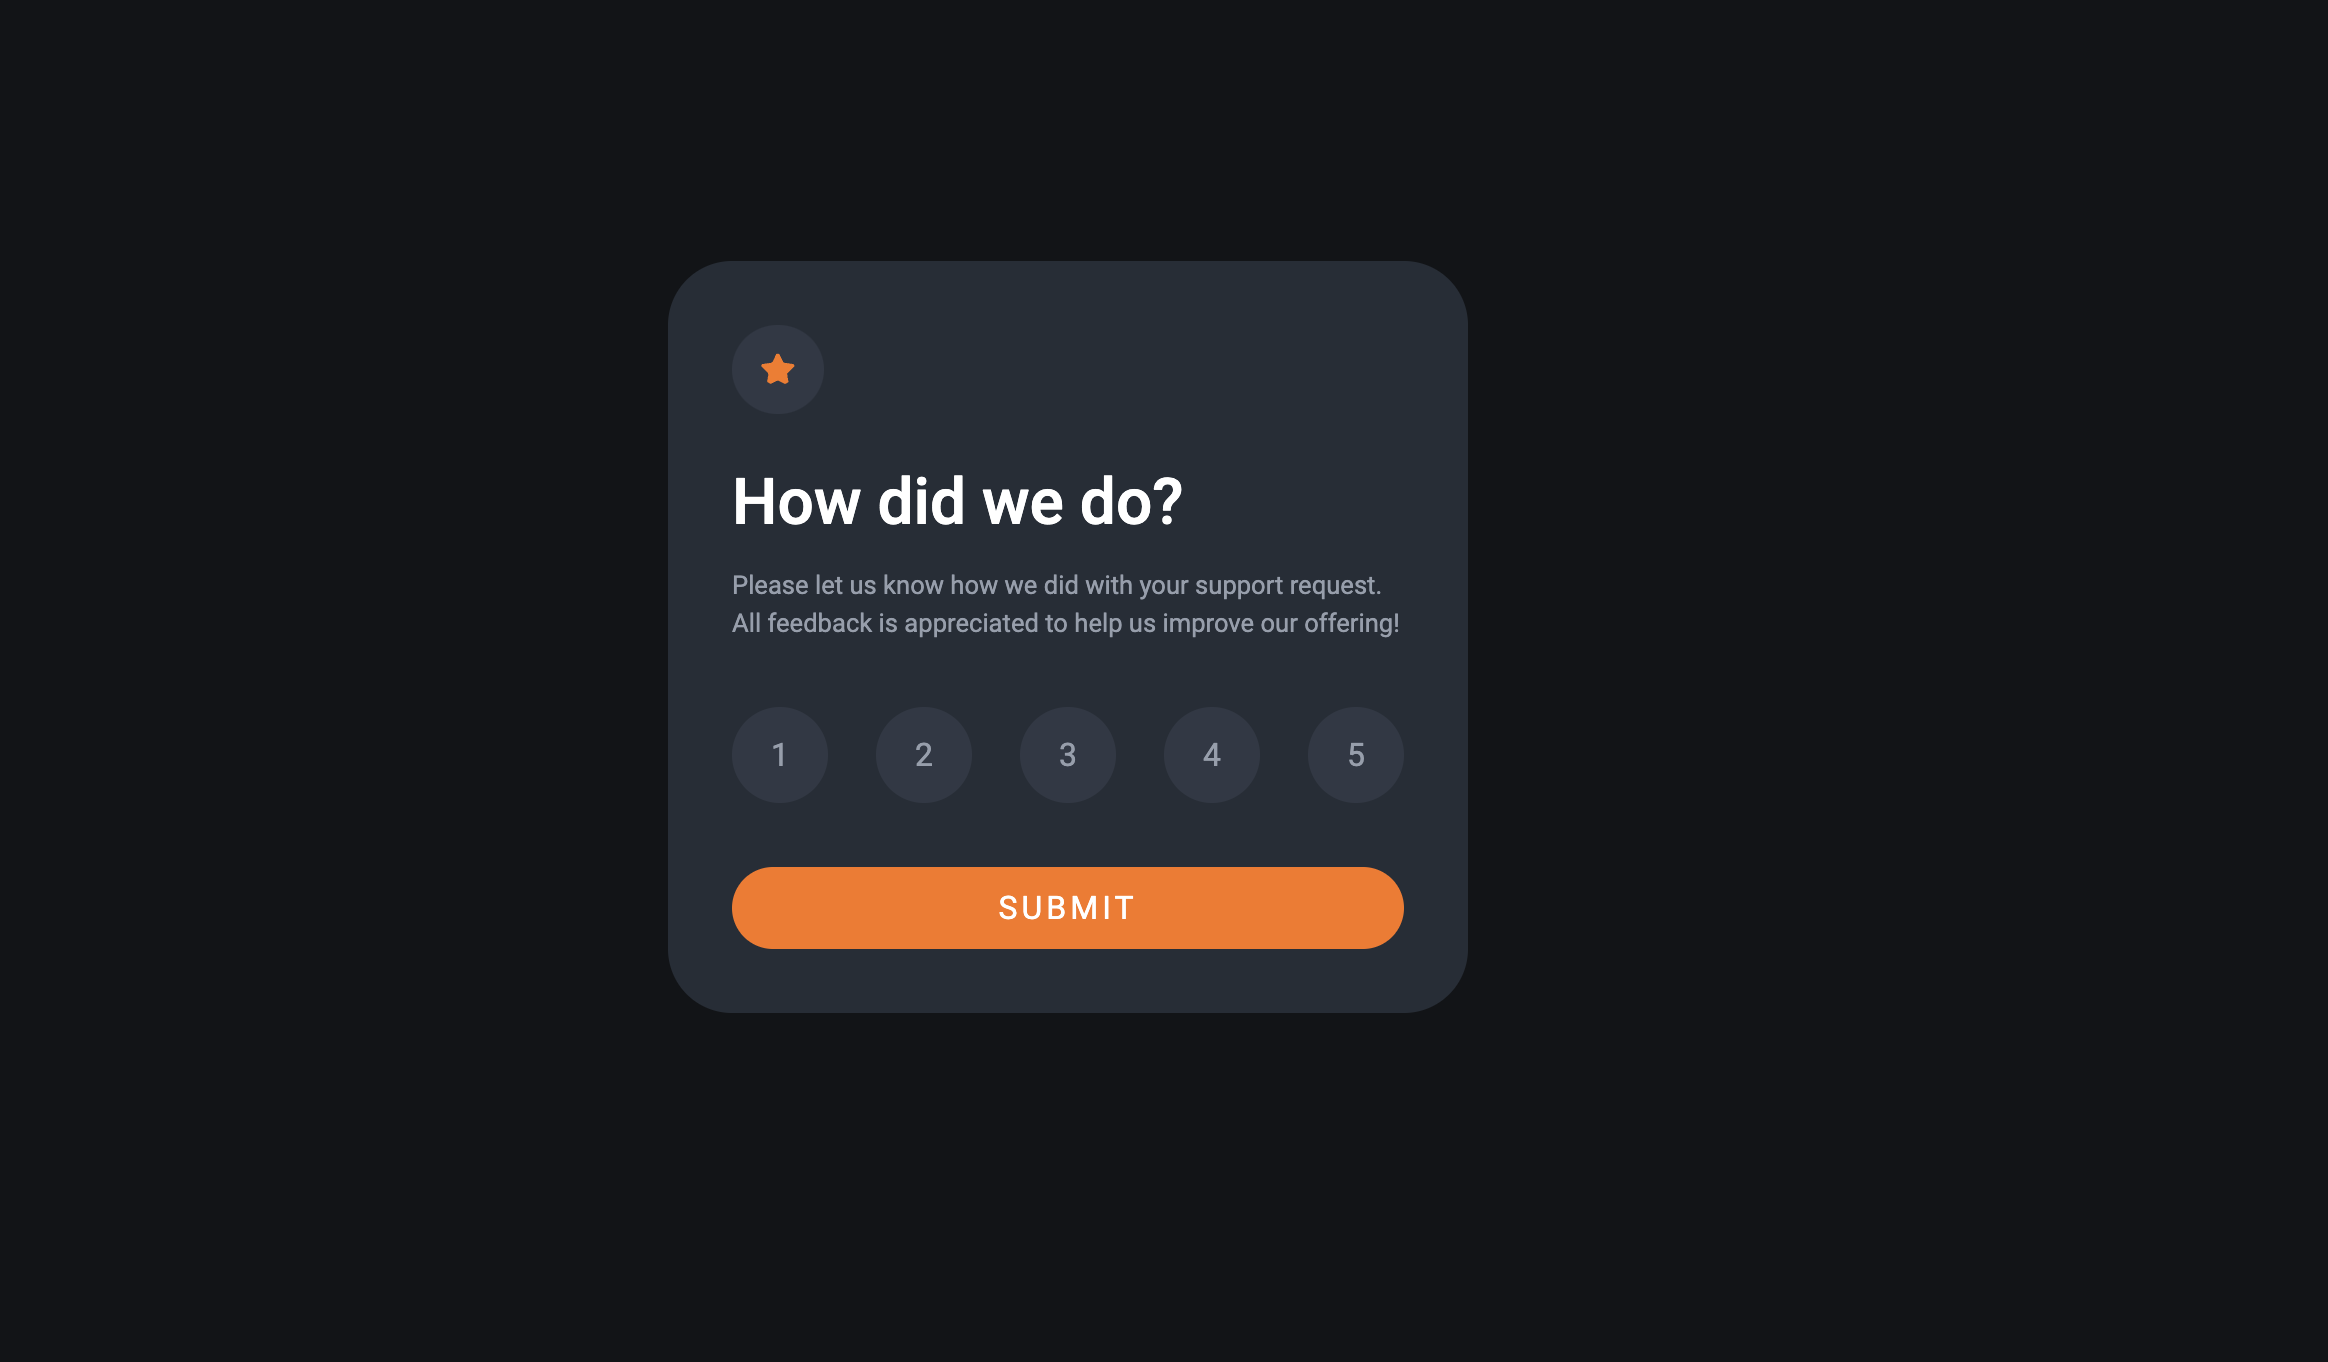 How did we do?
Please let us know how we did with your support request.
All feedback is appreciated to help us improve our offering!
1 2 3 4 5
SUBMIT